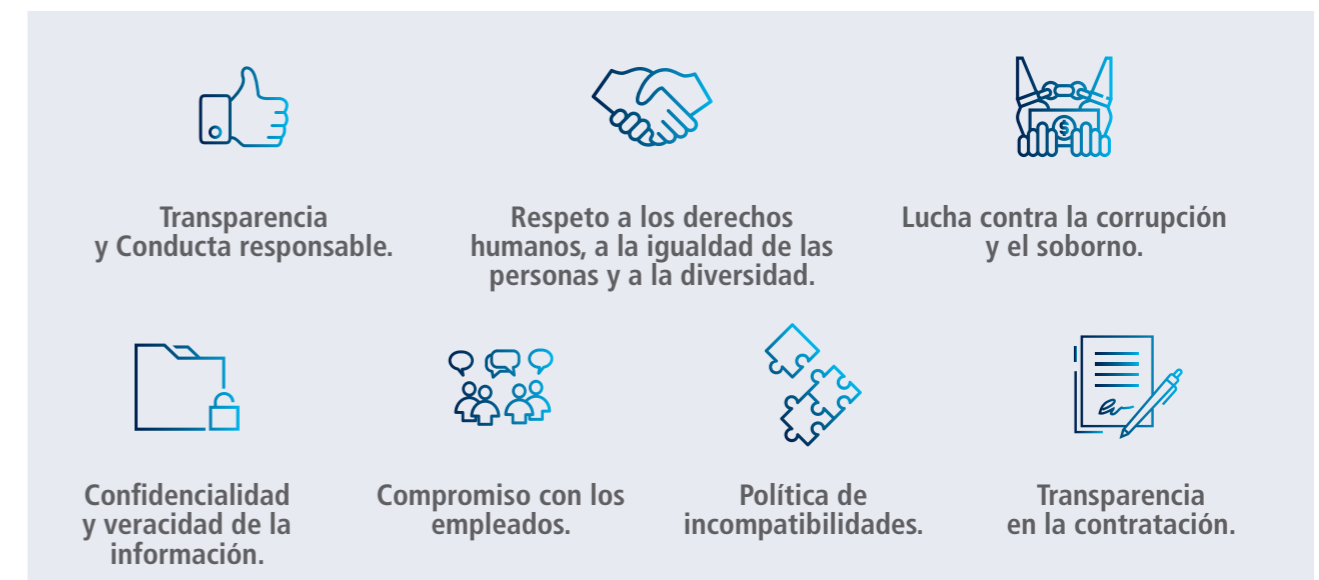 Transparencia
y Conducta responsable.
Respeto a los derechos
humanos, a la igualdad de las
personas y a la diversidad.
Lucha contra la corrupción
y el soborno.
Confidencialidad
y veracidad de la
información.
Compromiso con los
empleados.
Política de
incompatibilidades.
Transparencia
en la contratación.